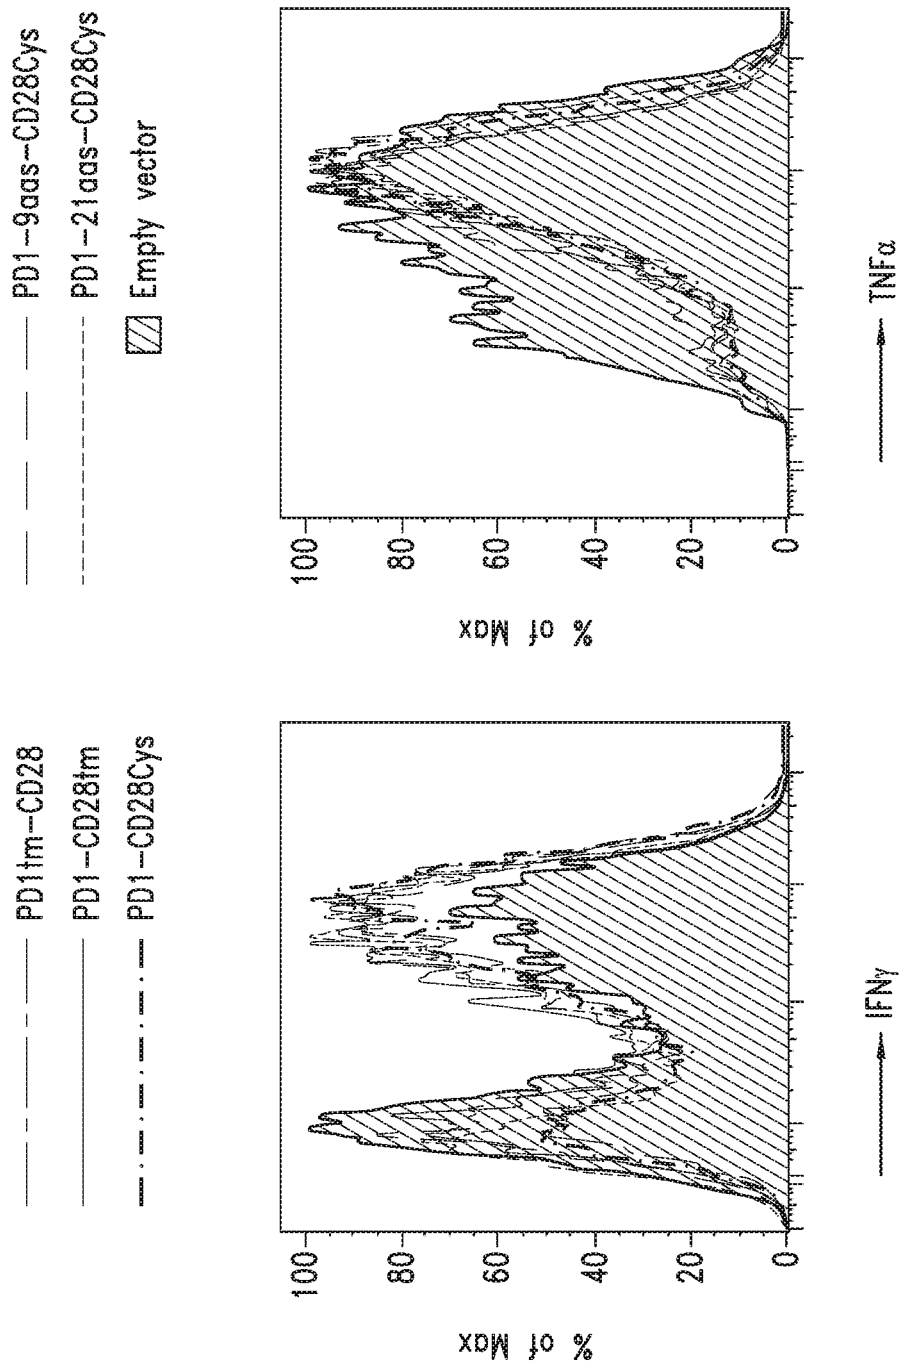 PD1tm-CD28
PD1-CD28tm
PD1-CD28Cys
PD1-9aas-CD28Cys
PD1-21aas-CD28Cys
Empty vector
% of Max
100
80
60
40
20
0
IFNγ
% of Max
100
80
60
40
20
0
TNFα